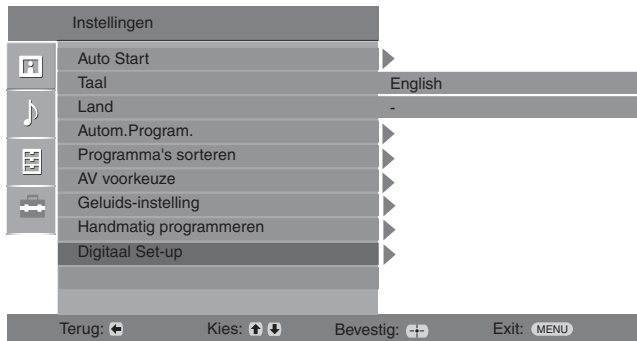 Instellingen
Auto Start
Taal English
Land -
Autom.Program.
Programma's sorteren
AV voorkeuze
Geluids-instelling
Handmatig programmeren
Digitaal Set-up
Terug: Kies: Bevestig: Exit: MENU